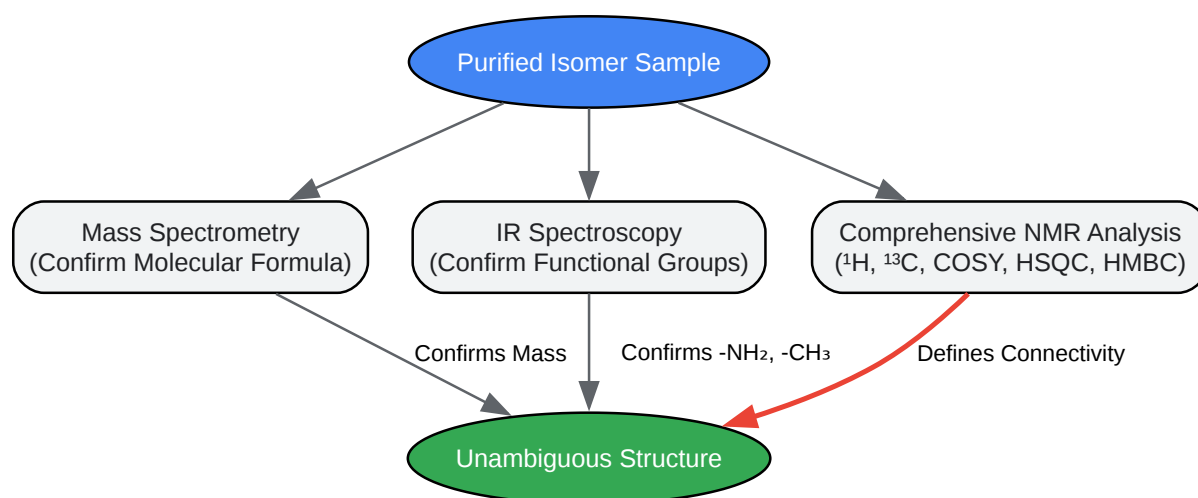 Purified Isomer Sample
Mass Spectrometry
(Confirm Molecular Formula)
IR Spectroscopy
(Confirm Functional Groups)
Comprehensive NMR Analysis
(¹H, ¹³C, COSY, HSQC, HMBC)
Confirms Mass
Confirms -NH₂, -CH₃
Defines Connectivity
Unambiguous Structure